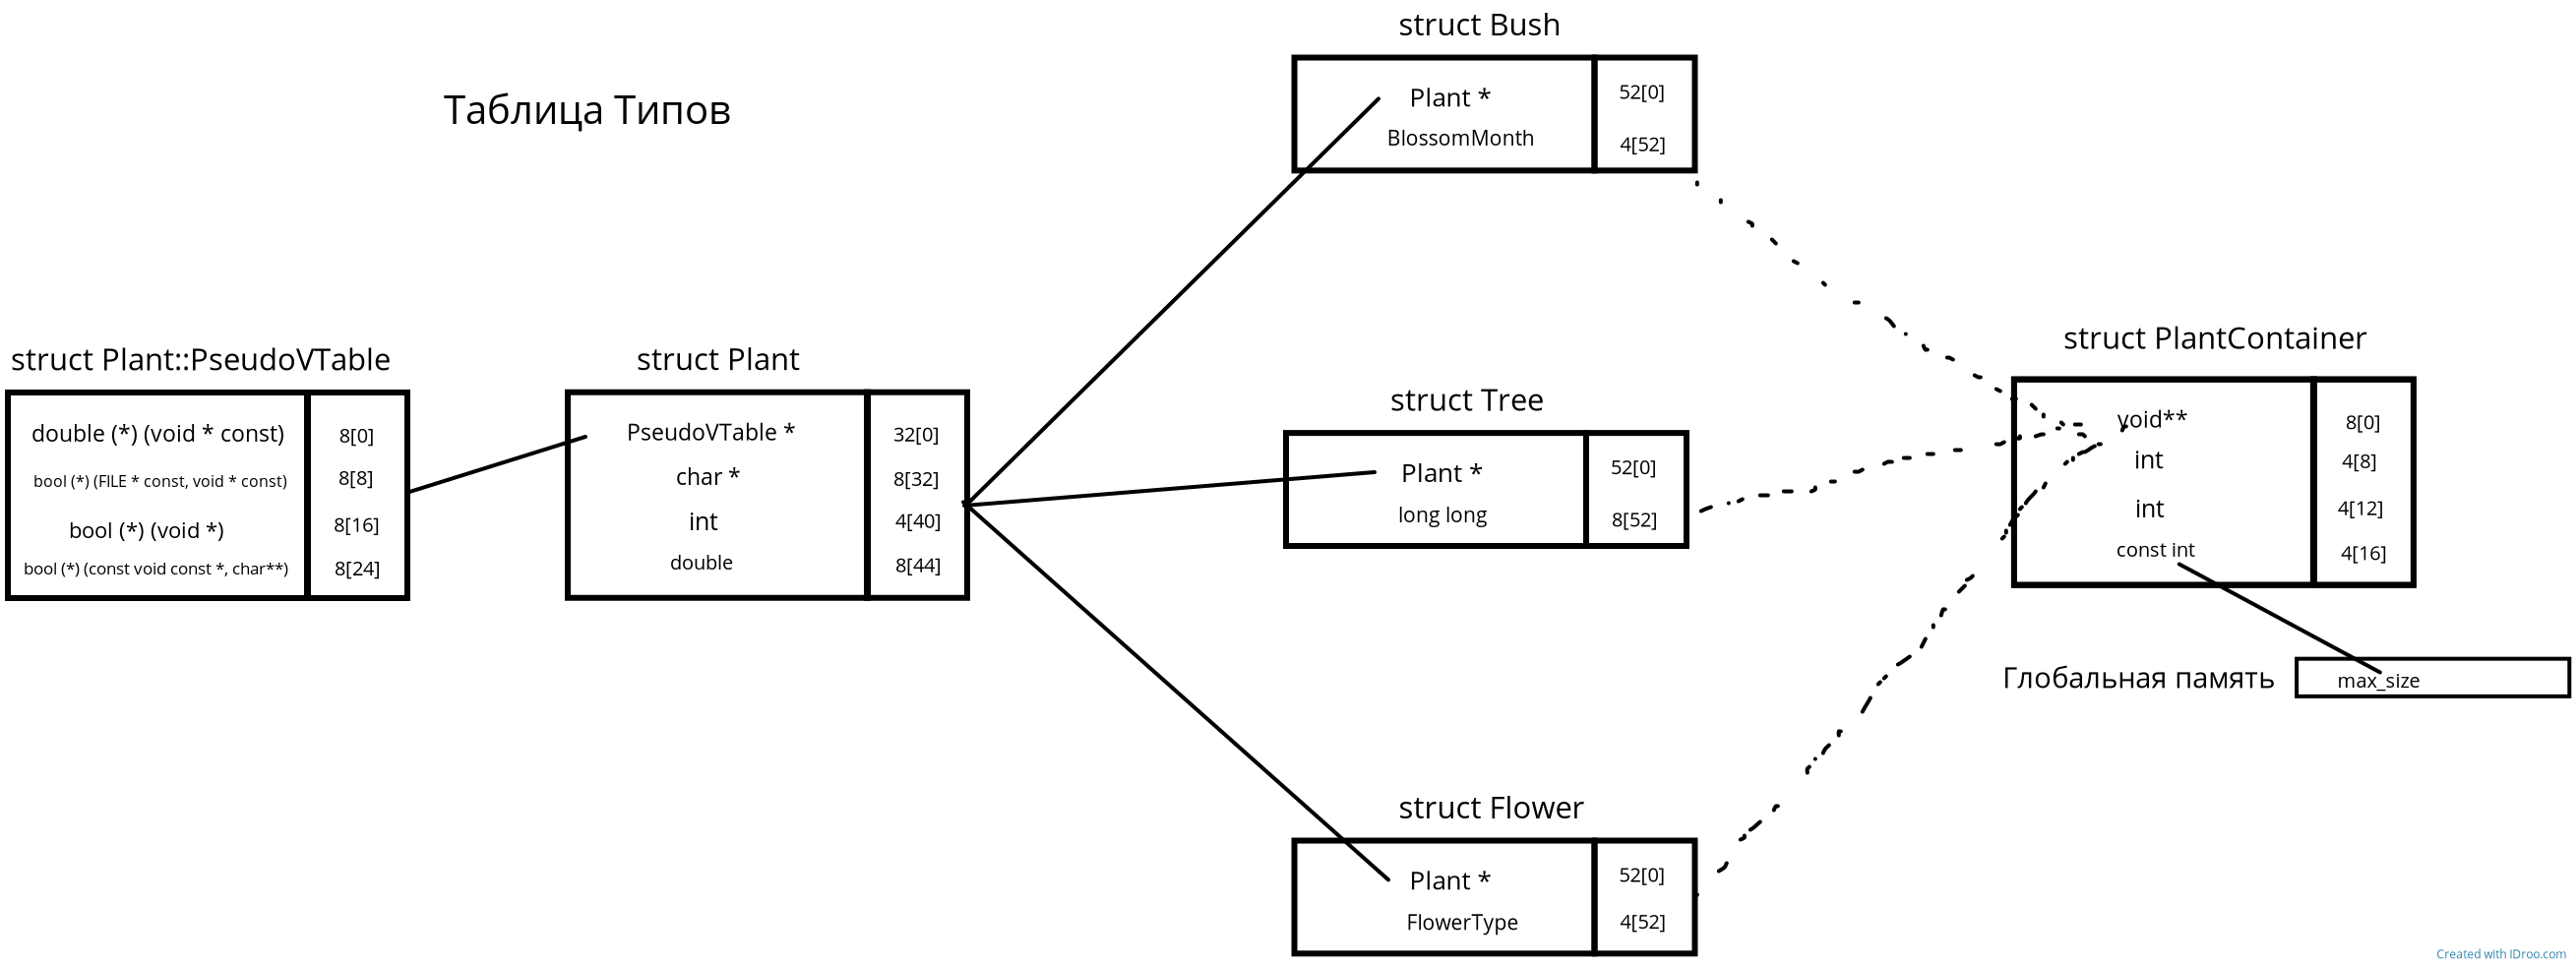 Таблица Типов
struct Plant::PseudoVTable
double (*) (void * const) 8[0]
bool (*) (FILE * const, void * const) 8[8]
bool (*) (void *) 8[16]
bool (*) (const void const *, char**) 8[24]
struct Plant
PseudoVTable * 32[0]
char * 8[32]
int 4[40]
double 8[44]
struct Bush
Plant * 52[0]
BlossomMonth 4[52]
struct Tree
Plant * 52[0]
long long 8[52]
struct Flower
Plant * 52[0]
FlowerType 4[52]
struct PlantContainer
void** 8[0]
int 4[8]
int 4[12]
const int 4[16]
Глобальная память max_size
Created with IDroo.com